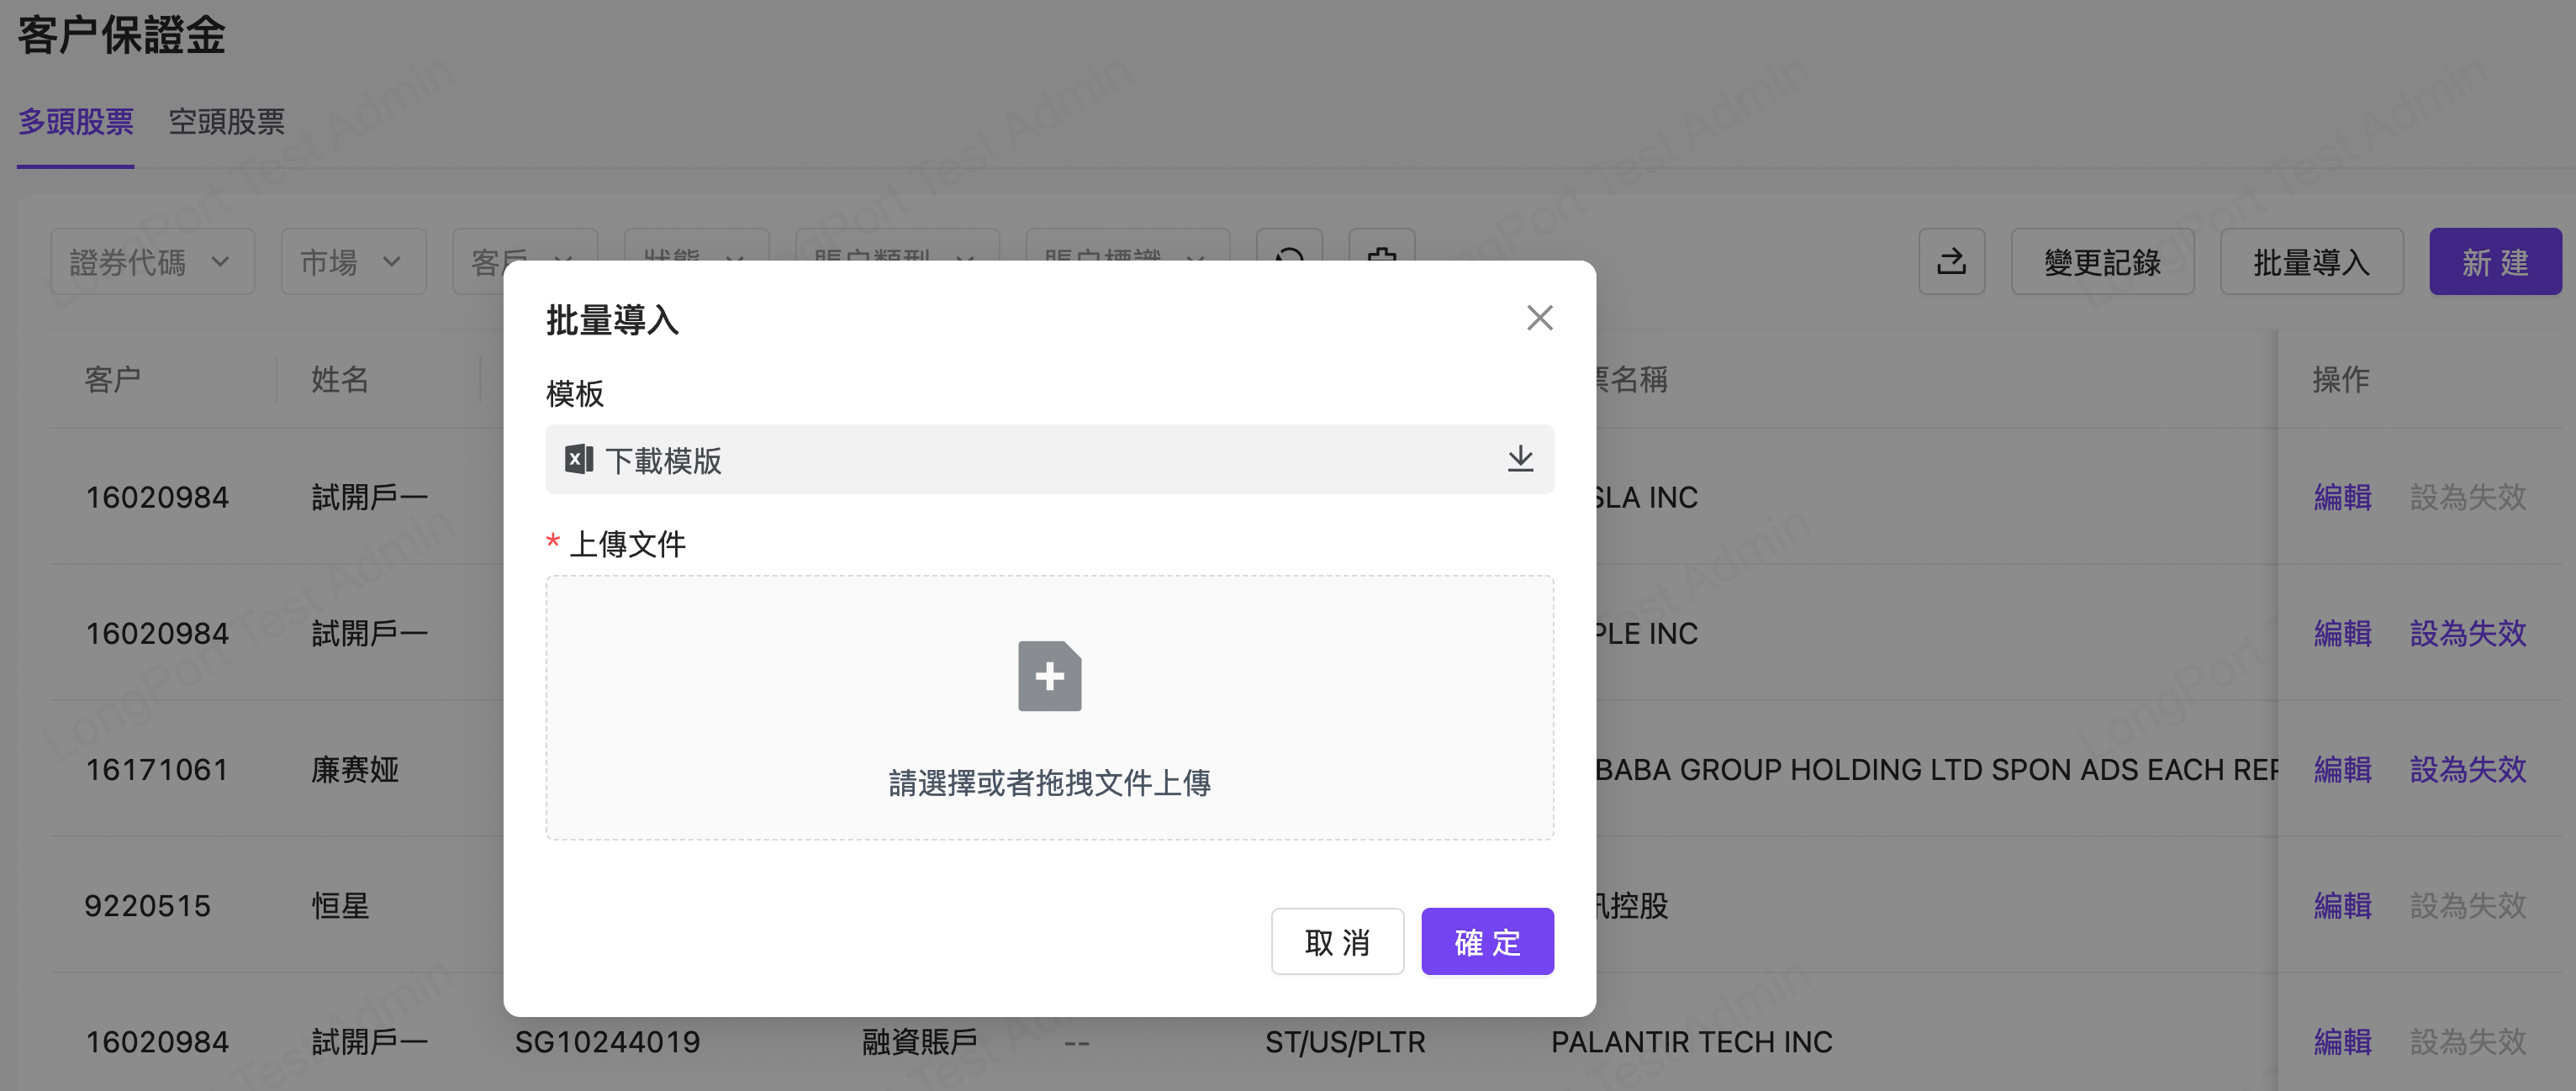 客户保證金
多頭股票 空頭股票
證券代碼 市場 客戶 狀態 賬户類型 賬户標識 變更記錄 批量導入 新 建
批量導入
模板
下載模版
* 上傳文件
請選擇或者拖拽文件上傳
取 消 確 定
客户 姓名 票名稱 操作
16020984 試開戶一 SLA INC 編輯 設為失效
16020984 試開戶一 PLE INC 編輯 設為失效
16171061 廉赛娅 BABA GROUP HOLDING LTD SPON ADS EACH REP 編輯 設為失效
9220515 恒星 訊控股 編輯 設為失效
16020984 試開戶一 SG10244019 融資賬戶 -- ST/US/PLTR PALANTIR TECH INC 編輯 設為失效
LongPort Test Admin